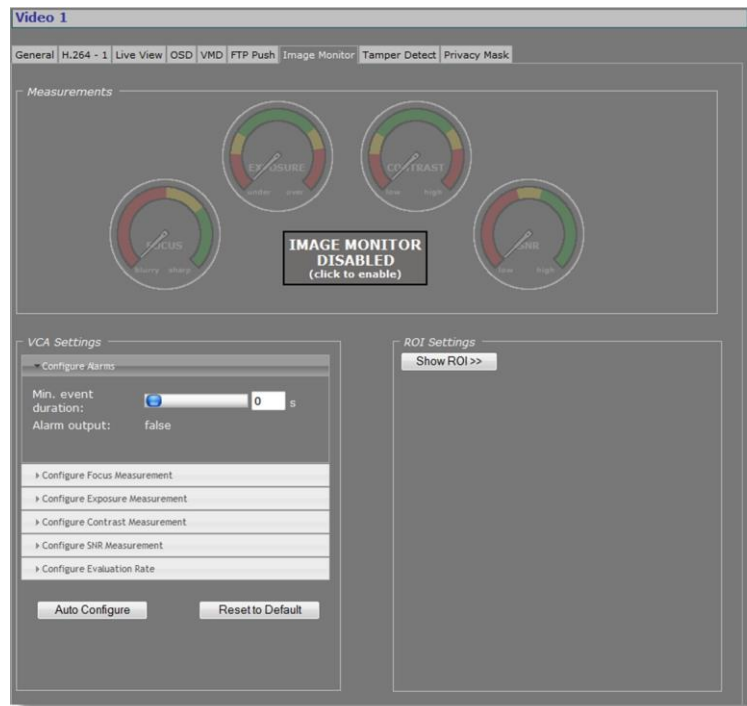 Video 1
General H.264 - 1 Live View OSD VMD FTP Push Image Monitor Tamper Detect Privacy Mask
Measurements
EXPOSURE
under over
CONTRAST
low high
FOCUS
blurry sharp
SNR
low high
IMAGE MONITOR
DISABLED
(click to enable)
VCA Settings
Configure Alarms
Min. event
duration:
0 s
Alarm output: false
Configure Focus Measurement
Configure Exposure Measurement
Configure Contrast Measurement
Configure SNR Measurement
Configure Evaluation Rate
Auto Configure
Reset to Default
ROI Settings
Show ROI >>